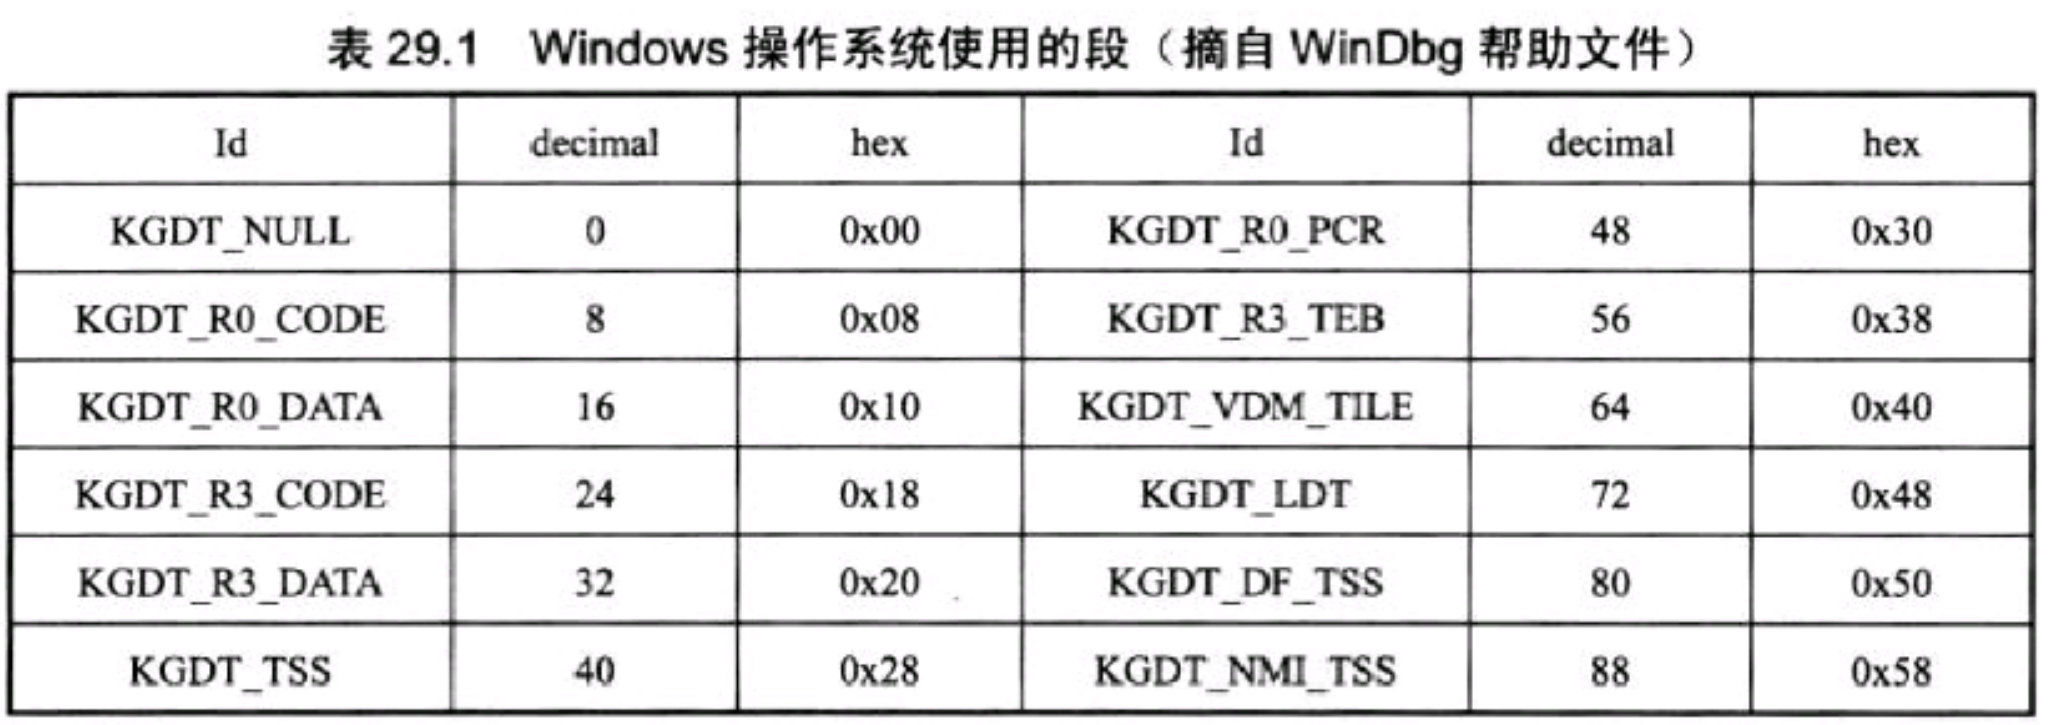 表 29.1 Windows 操作系统使用的段（摘自 WinDbg 帮助文件）
Id decimal hex Id decimal hex
KGDT_NULL 0 0x00 KGDT_R0_PCR 48 0x30
KGDT_R0_CODE 8 0x08 KGDT_R3_TEB 56 0x38
KGDT_R0_DATA 16 0x10 KGDT_VDM_TILE 64 0x40
KGDT_R3_CODE 24 0x18 KGDT_LDT 72 0x48
KGDT_R3_DATA 32 0x20 KGDT_DF_TSS 80 0x50
KGDT_TSS 40 0x28 KGDT_NMI_TSS 88 0x58